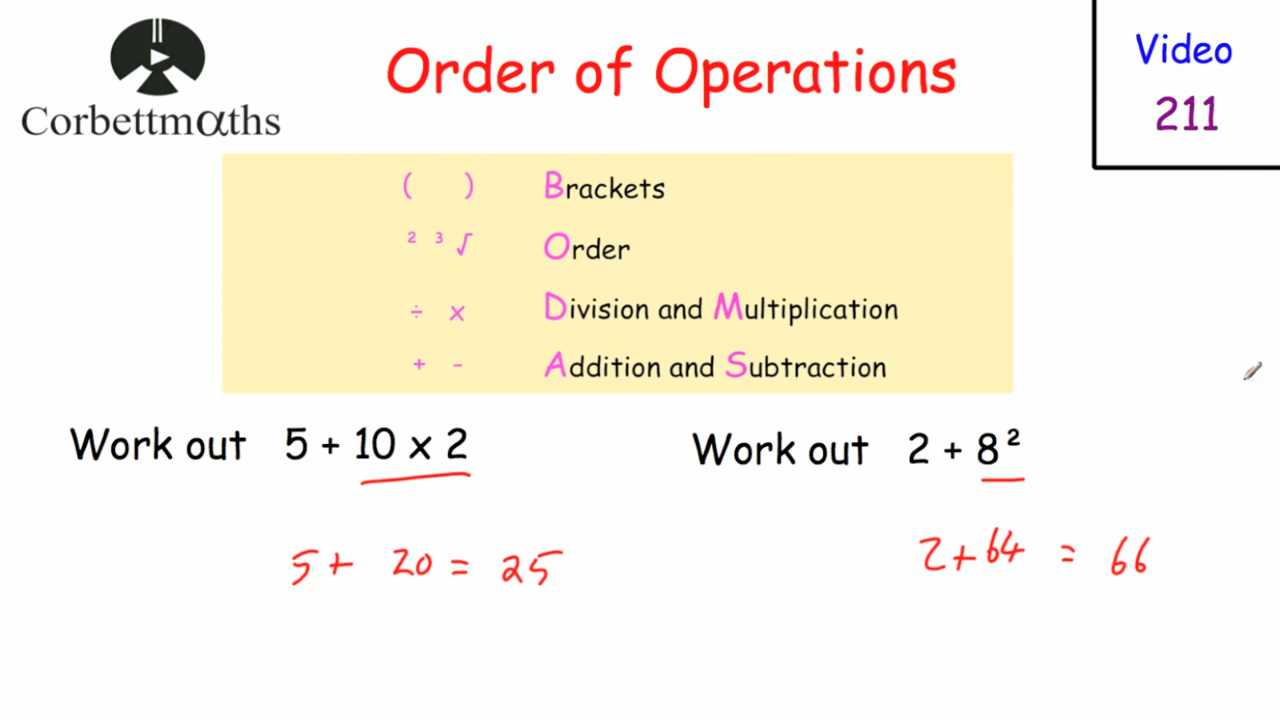 Corbettmαths
Order of Operations
Video
211
( ) Brackets
² ³ √ Order
÷ x Division and Multiplication
+ - Addition and Subtraction
Work out 5 + 10 x 2
5 + 20 = 25
Work out 2 + 8²
2 + 64 = 66